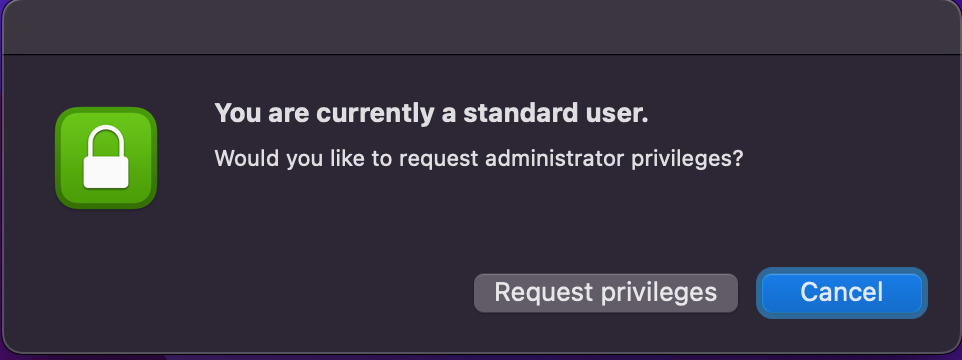 You are currently a standard user.
Would you like to request administrator privileges?
Request privileges
Cancel